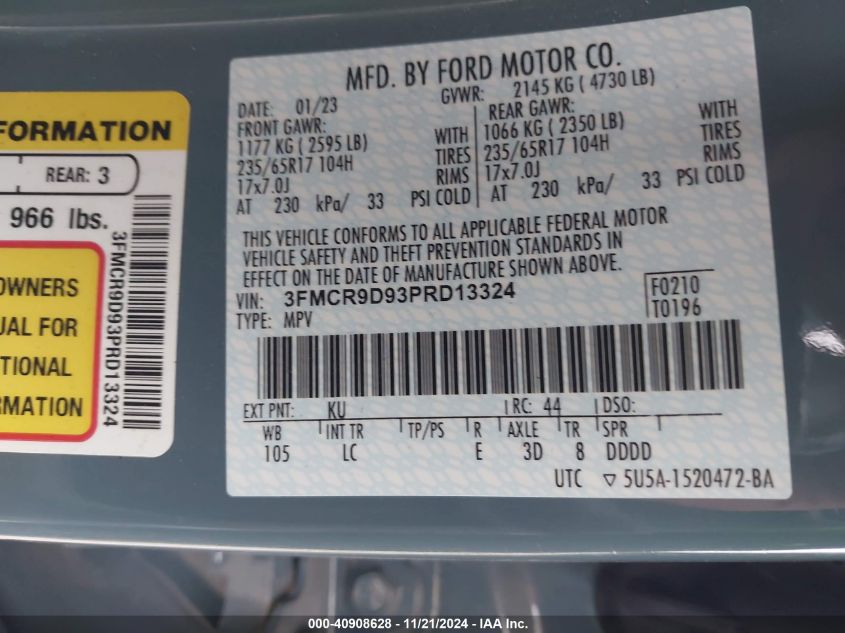 FORMATION
REAR: 3
966 lbs.
OWNERS
UAL FOR
TIONAL
RMATION
3FMCR9D93PRD13324
MFD. BY FORD MOTOR CO.
DATE: 01/23 GVWR: 2145 KG ( 4730 LB)
FRONT GAWR: REAR GAWR:
1177 KG ( 2595 LB) WITH 1066 KG ( 2350 LB) WITH
235/65R17 104H TIRES 235/65R17 104H TIRES
17x7.0J RIMS 17x7.0J RIMS
AT 230 kPa/ 33 PSI COLD AT 230 kPa/ 33 PSI COLD
THIS VEHICLE CONFORMS TO ALL APPLICABLE FEDERAL MOTOR
VEHICLE SAFETY AND THEFT PREVENTION STANDARDS IN
EFFECT ON THE DATE OF MANUFACTURE SHOWN ABOVE.
VIN: 3FMCR9D93PRD13324 F0210
TYPE: MPV T0196
EXT PNT: KU RC: 44 DSO:
WB INT TR TP/PS R AXLE TR SPR
105 LC E 3D 8 DDDD
UTC ▽ 5U5A-1520472-BA
000-40908628 - 11/21/2024 - IAA Inc.